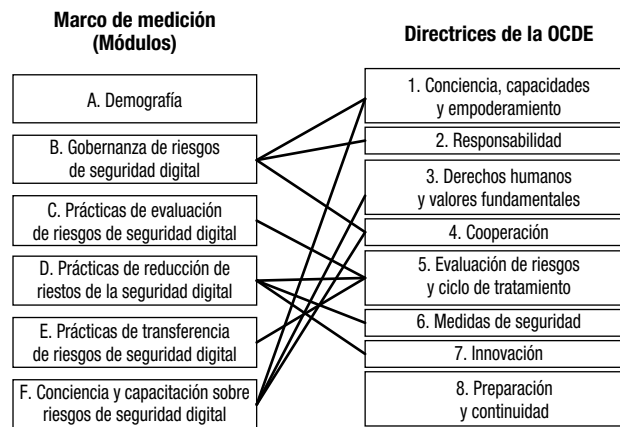 Marco de medición
(Módulos)
A. Demografía
B. Gobernanza de riesgos
de seguridad digital
C. Prácticas de evaluación
de riesgos de seguridad digital
D. Prácticas de reducción de
riestos de la seguridad digital
E. Prácticas de transferencia
de riesgos de seguridad digital
F. Conciencia y capacitación sobre
riesgos de seguridad digital
Directrices de la OCDE
1. Conciencia, capacidades
y empoderamiento
2. Responsabilidad
3. Derechos humanos
y valores fundamentales
4. Cooperación
5. Evaluación de riesgos
y ciclo de tratamiento
6. Medidas de seguridad
7. Innovación
8. Preparación
y continuidad